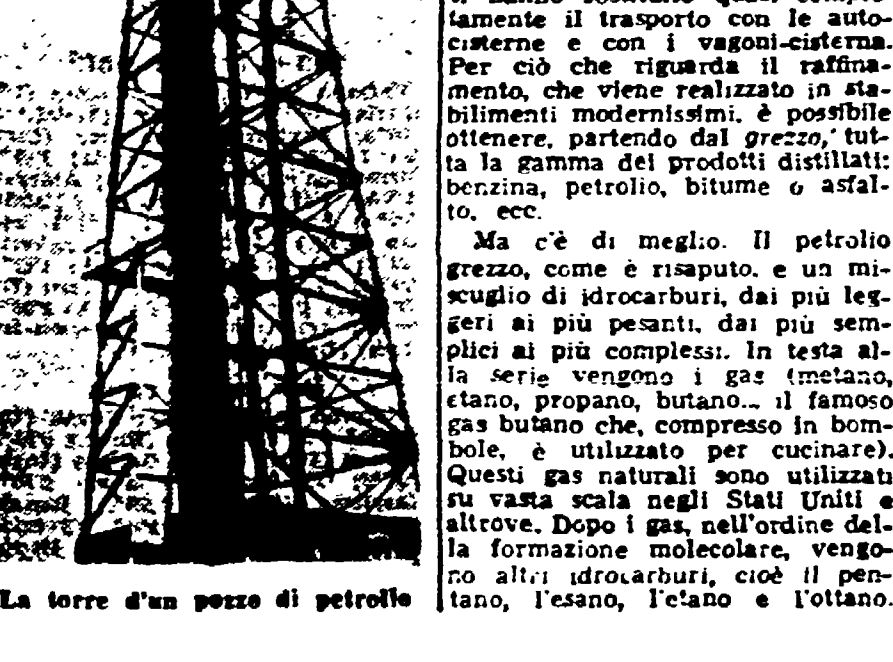 tamente il trasporto con le auto-
cisterne e con i vagoni-cisterna.
Per ciò che riguarda il raffina-
mento, che viene realizzato in sta-
bilimenti modernissimi, è possibile
ottenere, partendo dal grezzo, tut-
ta la gamma dei prodotti distillati:
benzina, petrolio, bitume o asfal-
to, ecc.
Ma c'è di meglio. Il petrolio
grezzo, come è risaputo, e un mi-
scuglio di idrocarburi, dai più leg-
geri ai più pesanti, dai più sem-
plici ai più complessi. In testa al-
la serie vengono i gas (metano,
etano, propano, butano... il famoso
gas butano che, compresso in bom-
bole, è utilizzato per cucinare).
Questi gas naturali sono utilizzati
su vasta scala negli Stati Uniti e
altrove. Dopo i gas, nell'ordine del-
la formazione molecolare, vengo-
no altri idrocarburi, cioè il pen-
tano, l'esano, l'etano e l'ottano.
La torre d'un pozzo di petrolio